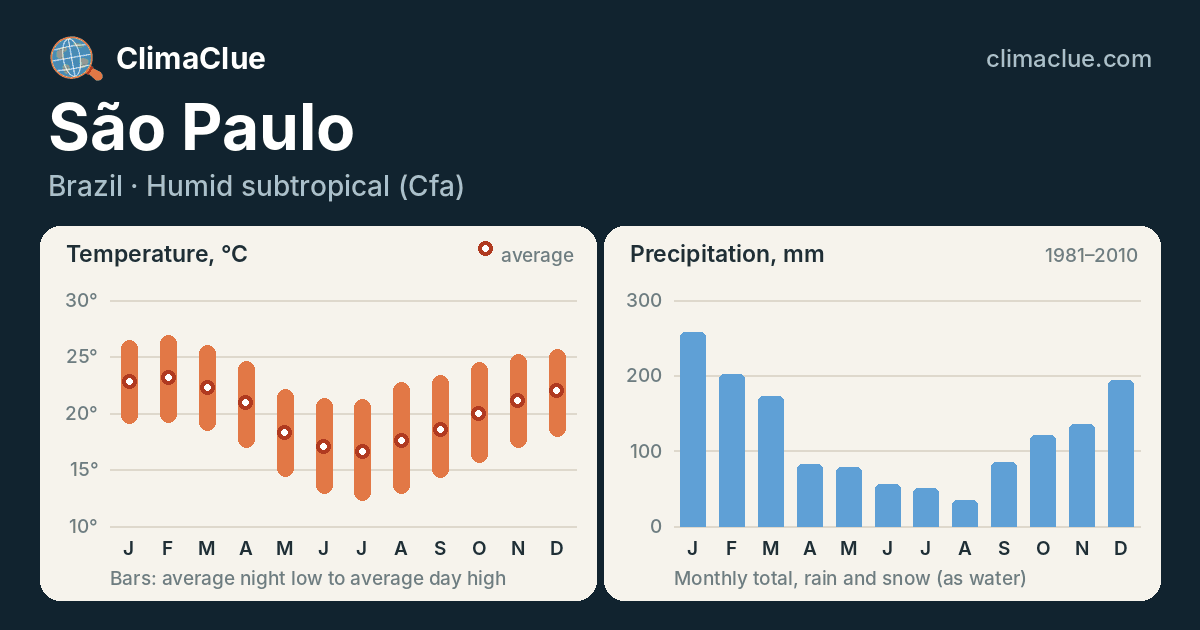 ClimaClue
climaclue.com
São Paulo
Brazil · Humid subtropical (Cfa)
Temperature, °C
average
30°
25°
20°
15°
10°
J F M A M J J A S O N D
Bars: average night low to average day high
Precipitation, mm
1981–2010
300
200
100
0
J F M A M J J A S O N D
Monthly total, rain and snow (as water)